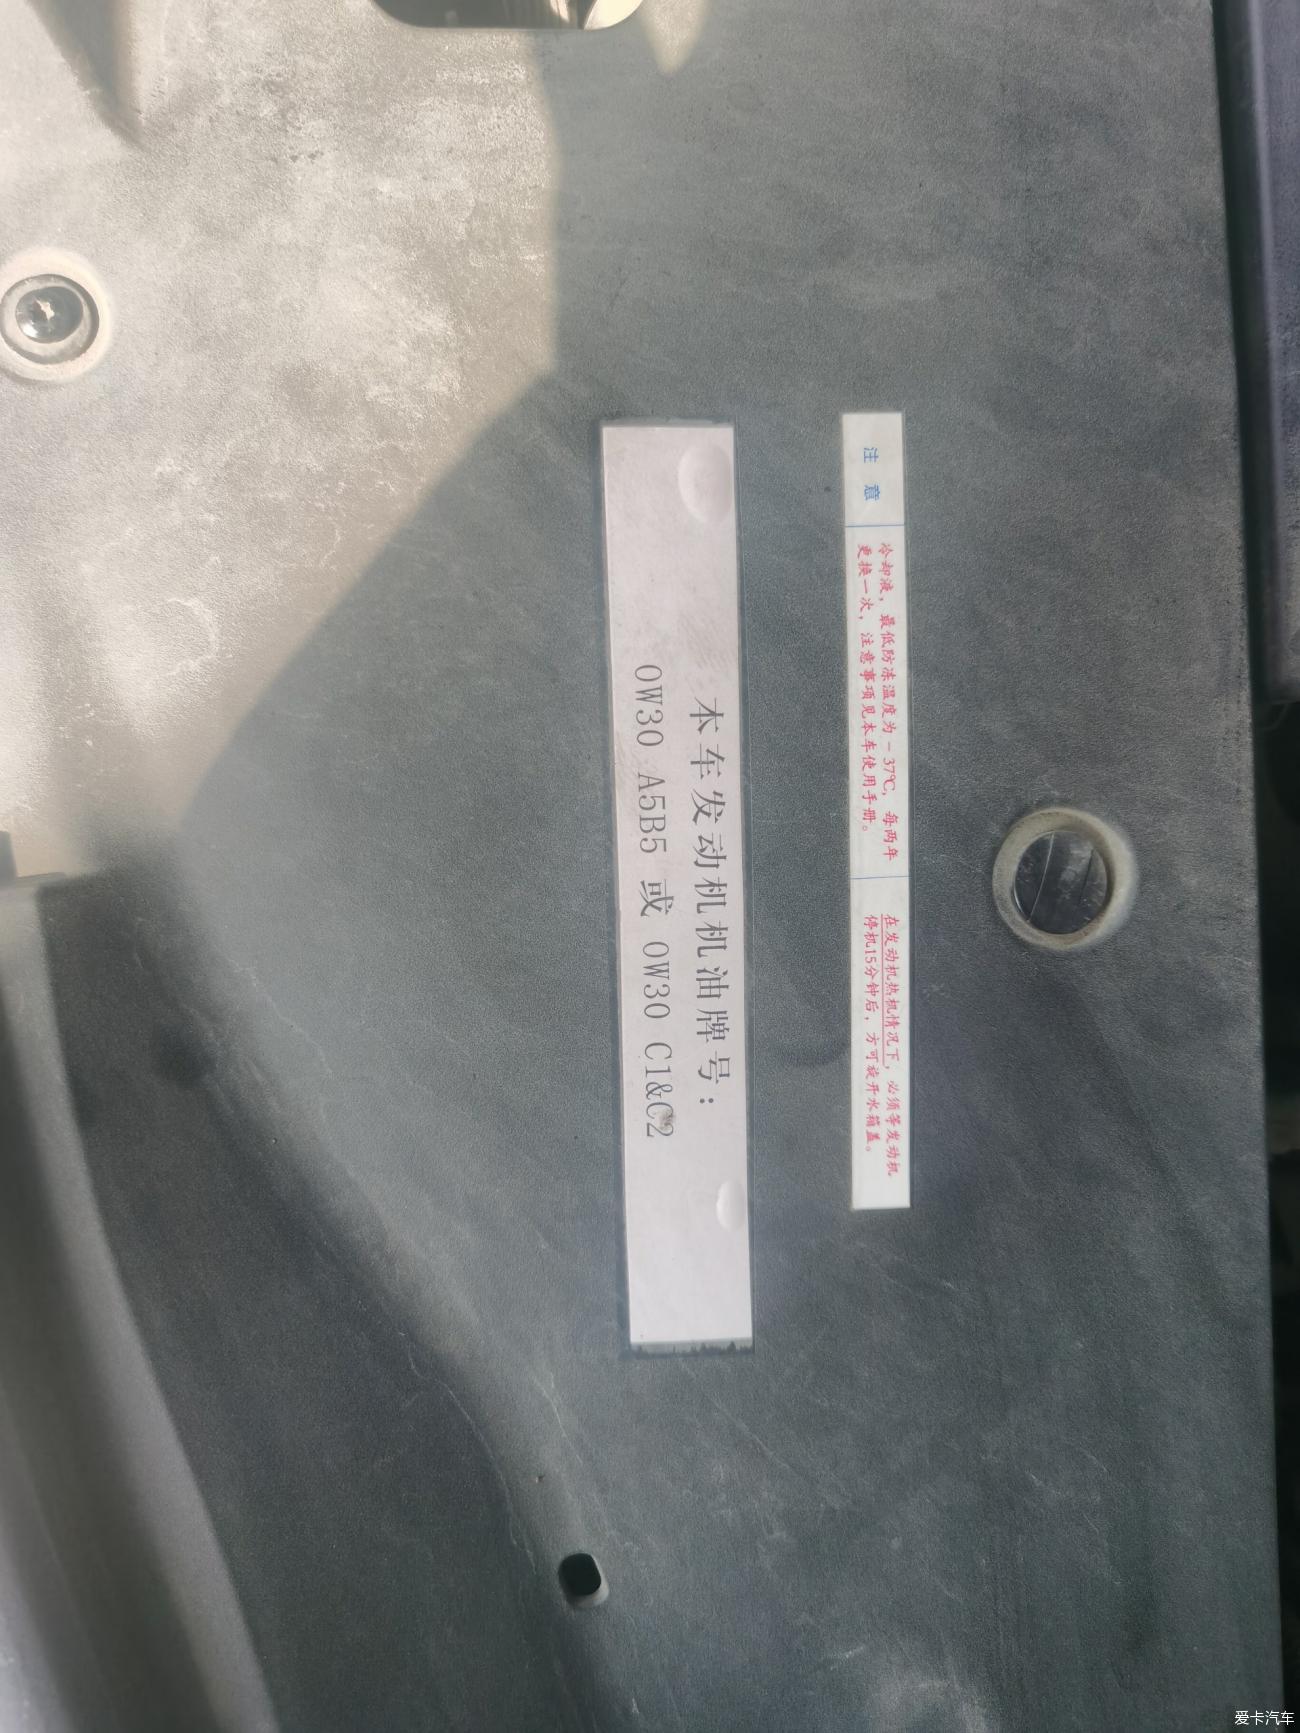 注 意
冷却液，最低防冻温度为－37℃，每两年
更换一次，注意事项见本车使用手册。
在发动机热机情况下，必须等发动机
停机15分钟后，方可旋开水箱盖。
本车发动机机油牌号：
0W30 A5B5 或 0W30 C1&C2
爱卡汽车